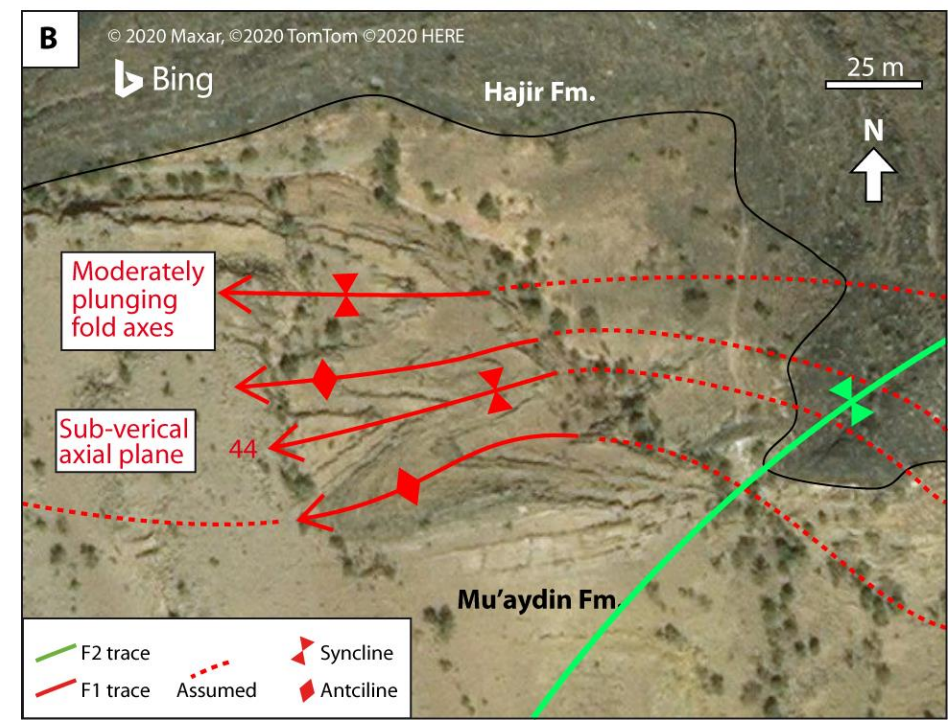 B
© 2020 Maxar, ©2020 TomTom ©2020 HERE
Bing
25 m
Hajir Fm.
N
Moderately
plunging
fold axes
Sub-verical
axial plane
44
Mu'aydin Fm.
F2 trace
F1 trace
Assumed
Syncline
Antciline